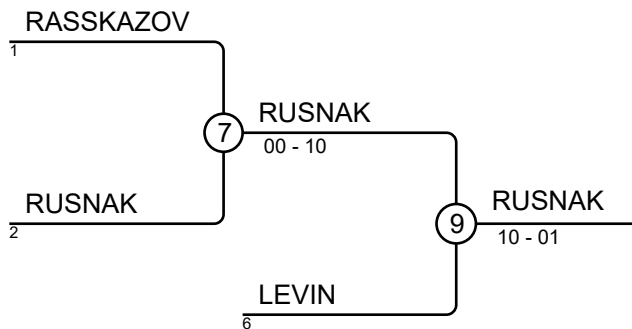 RASSKAZOV
1
7
RUSNAK
00 - 10
RUSNAK
2
9
RUSNAK
10 - 01
LEVIN
6